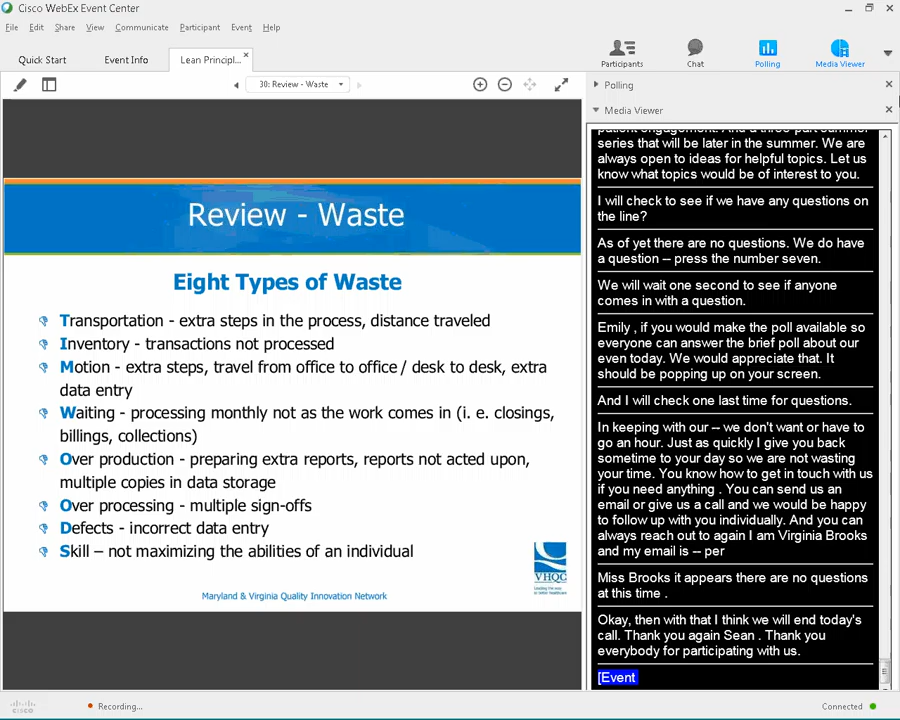 Cisco WebEx Event Center
File Edit Share View Communicate Participant Event Help
Quick Start
Event Info
Lean Principl...
Participants
Chat
Polling
Media Viewer
30: Review - Waste
Review - Waste
Eight Types of Waste
Transportation - extra steps in the process, distance traveled
Inventory - transactions not processed
Motion - extra steps, travel from office to office / desk to desk, extra
data entry
Waiting - processing monthly not as the work comes in (i. e. closings,
billings, collections)
Over production - preparing extra reports, reports not acted upon,
multiple copies in data storage
Over processing - multiple sign-offs
Defects - incorrect data entry
Skill – not maximizing the abilities of an individual
Maryland & Virginia Quality Innovation Network
VHQC
Leading the way
to better healthcare
Polling
Media Viewer
patient engagement. And a three-part summer
series that will be later in the summer. We are
always open to ideas for helpful topics. Let us
know what topics would be of interest to you.
I will check to see if we have any questions on
the line?
As of yet there are no questions. We do have
a question -- press the number seven.
We will wait one second to see if anyone
comes in with a question.
Emily , if you would make the poll available so
everyone can answer the brief poll about our
even today. We would appreciate that. It
should be popping up on your screen.
And I will check one last time for questions.
In keeping with our -- we don't want or have to
go an hour. Just as quickly I give you back
sometime to your day so we are not wasting
your time. You know how to get in touch with us
if you need anything . You can send us an
email or give us a call and we would be happy
to follow up with you individually. And you can
always reach out to again I am Virginia Brooks
and my email is -- per
Miss Brooks it appears there are no questions
at this time .
Okay, then with that I think we will end today's
call. Thank you again Sean . Thank you
everybody for participating with us.
[Event
cisco
Recording...
Connected